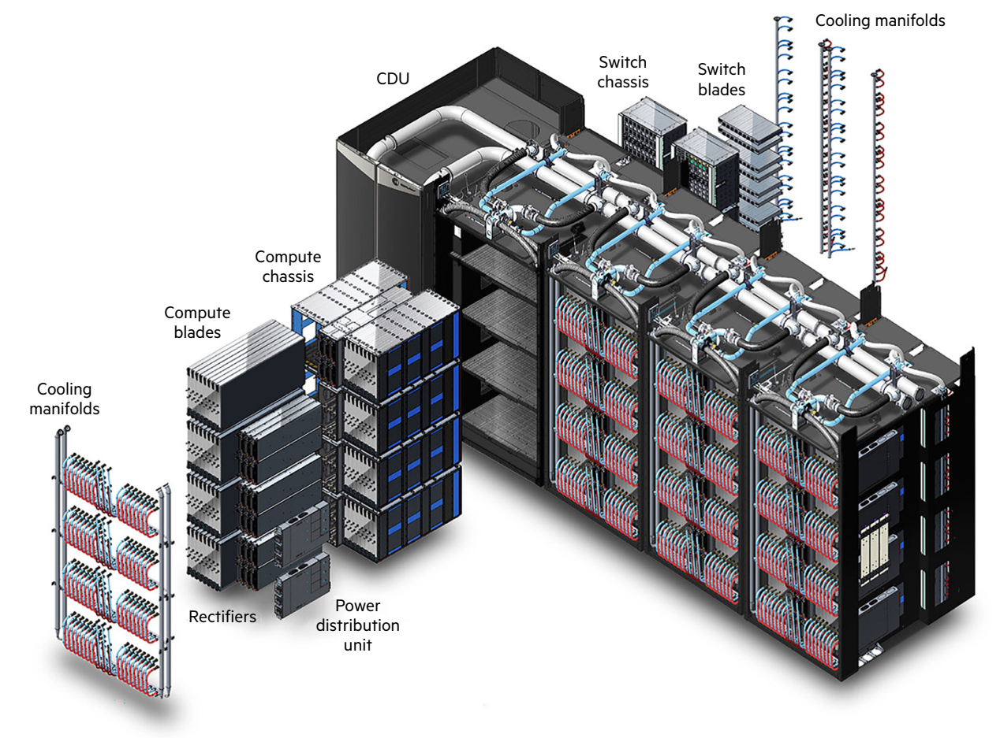 Cooling manifolds
Switch
chassis
Switch
blades
CDU
Compute
chassis
Compute
blades
Cooling
manifolds
Rectifiers
Power
distribution
unit